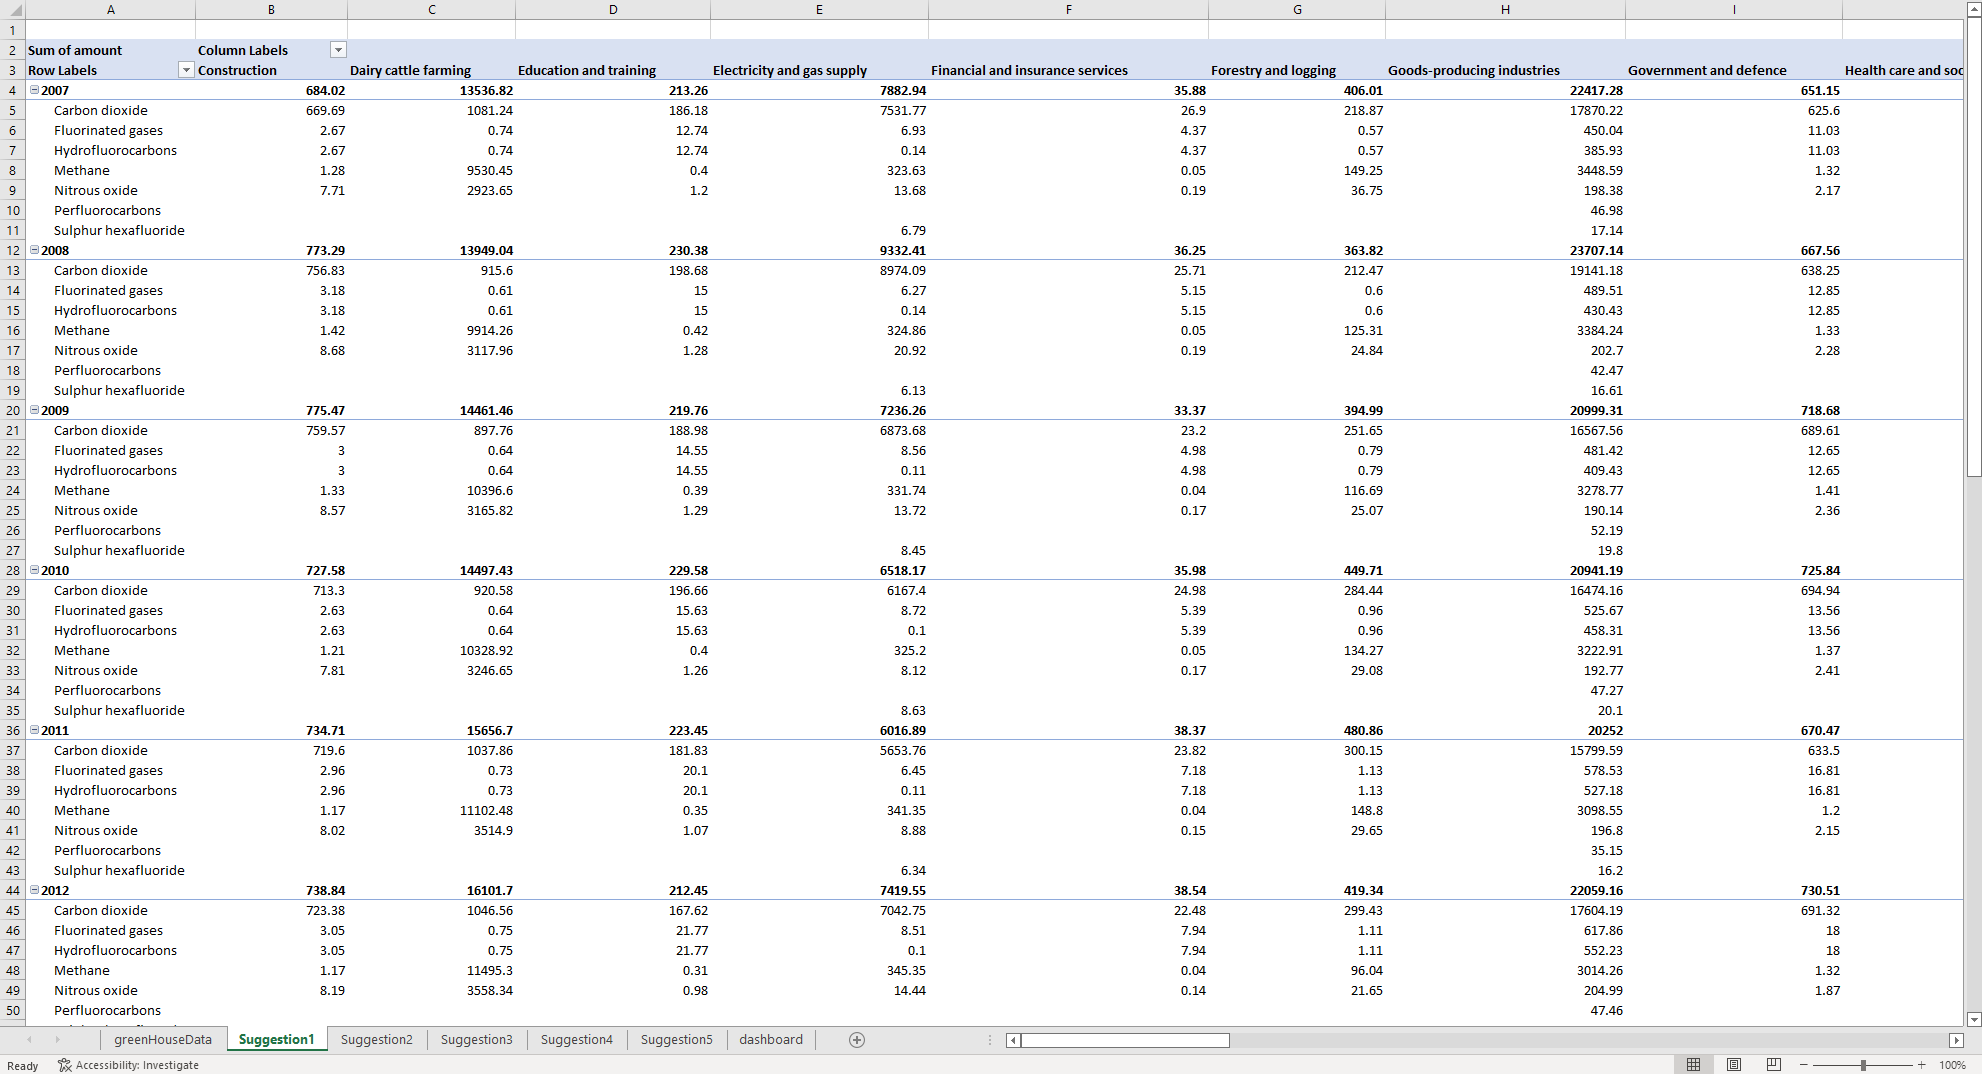 A B C D E F G H I
1
2 Sum of amount Column Labels
3 Row Labels Construction Dairy cattle farming Education and training Electricity and gas supply Financial and insurance services Forestry and logging Goods-producing industries Government and defence Health care and soc
4 2007 684.02 13536.82 213.26 7882.94 35.88 406.01 22417.28 651.15
5 Carbon dioxide 669.69 1081.24 186.18 7531.77 26.9 218.87 17870.22 625.6
6 Fluorinated gases 2.67 0.74 12.74 6.93 4.37 0.57 450.04 11.03
7 Hydrofluorocarbons 2.67 0.74 12.74 0.14 4.37 0.57 385.93 11.03
8 Methane 1.28 9530.45 0.4 323.63 0.05 149.25 3448.59 1.32
9 Nitrous oxide 7.71 2923.65 1.2 13.68 0.19 36.75 198.38 2.17
10 Perfluorocarbons 46.98
11 Sulphur hexafluoride 6.79 17.14
12 2008 773.29 13949.04 230.38 9332.41 36.25 363.82 23707.14 667.56
13 Carbon dioxide 756.83 915.6 198.68 8974.09 25.71 212.47 19141.18 638.25
14 Fluorinated gases 3.18 0.61 15 6.27 5.15 0.6 489.51 12.85
15 Hydrofluorocarbons 3.18 0.61 15 0.14 5.15 0.6 430.43 12.85
16 Methane 1.42 9914.26 0.42 324.86 0.05 125.31 3384.24 1.33
17 Nitrous oxide 8.68 3117.96 1.28 20.92 0.19 24.84 202.7 2.28
18 Perfluorocarbons 42.47
19 Sulphur hexafluoride 6.13 16.61
20 2009 775.47 14461.46 219.76 7236.26 33.37 394.99 20999.31 718.68
21 Carbon dioxide 759.57 897.76 188.98 6873.68 23.2 251.65 16567.56 689.61
22 Fluorinated gases 3 0.64 14.55 8.56 4.98 0.79 481.42 12.65
23 Hydrofluorocarbons 3 0.64 14.55 0.11 4.98 0.79 409.43 12.65
24 Methane 1.33 10396.6 0.39 331.74 0.04 116.69 3278.77 1.41
25 Nitrous oxide 8.57 3165.82 1.29 13.72 0.17 25.07 190.14 2.36
26 Perfluorocarbons 52.19
27 Sulphur hexafluoride 8.45 19.8
28 2010 727.58 14497.43 229.58 6518.17 35.98 449.71 20941.19 725.84
29 Carbon dioxide 713.3 920.58 196.66 6167.4 24.98 284.44 16474.16 694.94
30 Fluorinated gases 2.63 0.64 15.63 8.72 5.39 0.96 525.67 13.56
31 Hydrofluorocarbons 2.63 0.64 15.63 0.1 5.39 0.96 458.31 13.56
32 Methane 1.21 10328.92 0.4 325.2 0.05 134.27 3222.91 1.37
33 Nitrous oxide 7.81 3246.65 1.26 8.12 0.17 29.08 192.77 2.41
34 Perfluorocarbons 47.27
35 Sulphur hexafluoride 8.63 20.1
36 2011 734.71 15656.7 223.45 6016.89 38.37 480.86 20252 670.47
37 Carbon dioxide 719.6 1037.86 181.83 5653.76 23.82 300.15 15799.59 633.5
38 Fluorinated gases 2.96 0.73 20.1 6.45 7.18 1.13 578.53 16.81
39 Hydrofluorocarbons 2.96 0.73 20.1 0.11 7.18 1.13 527.18 16.81
40 Methane 1.17 11102.48 0.35 341.35 0.04 148.8 3098.55 1.2
41 Nitrous oxide 8.02 3514.9 1.07 8.88 0.15 29.65 196.8 2.15
42 Perfluorocarbons 35.15
43 Sulphur hexafluoride 6.34 16.2
44 2012 738.84 16101.7 212.45 7419.55 38.54 419.34 22059.16 730.51
45 Carbon dioxide 723.38 1046.56 167.62 7042.75 22.48 299.43 17604.19 691.32
46 Fluorinated gases 3.05 0.75 21.77 8.51 7.94 1.11 617.86 18
47 Hydrofluorocarbons 3.05 0.75 21.77 0.1 7.94 1.11 552.23 18
48 Methane 1.17 11495.3 0.31 345.35 0.04 96.04 3014.26 1.32
49 Nitrous oxide 8.19 3558.34 0.98 14.44 0.14 21.65 204.99 1.87
50 Perfluorocarbons 47.46
greenHouseData Suggestion1 Suggestion2 Suggestion3 Suggestion4 Suggestion5 dashboard
Ready Accessibility: Investigate 100%